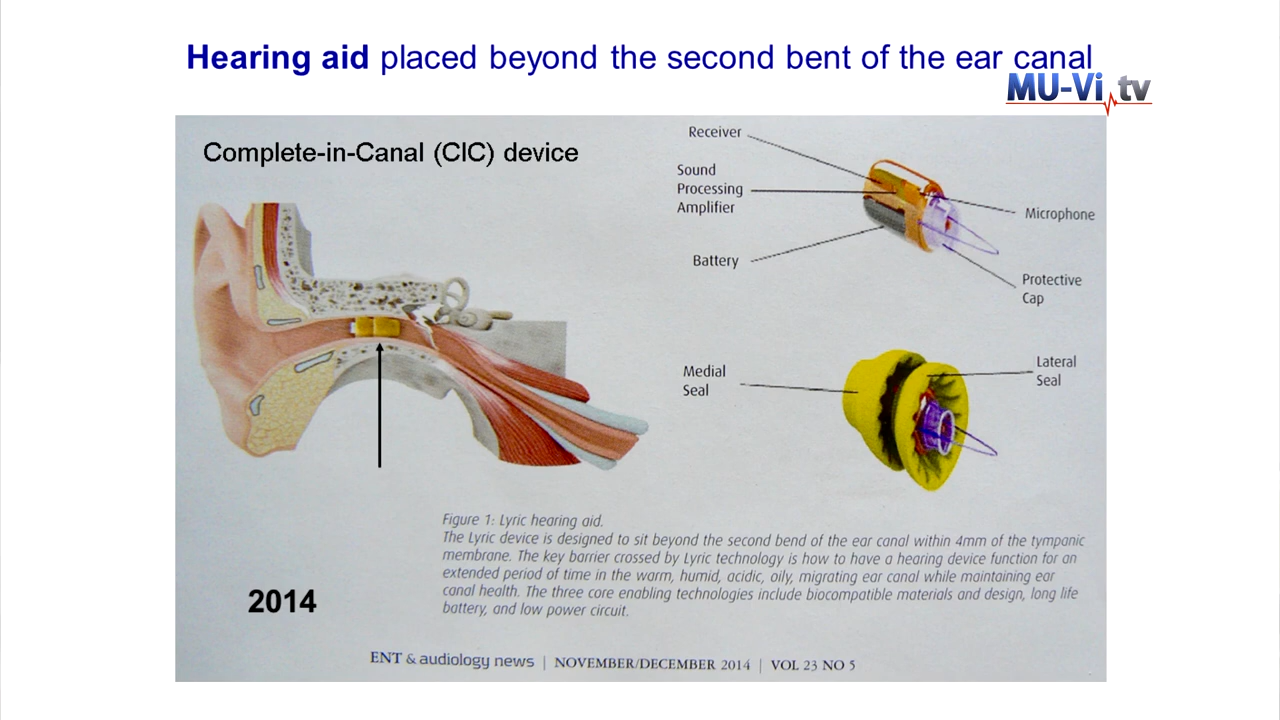 Hearing aid placed beyond the second bent of the ear canal
MU-Vi tv
Complete-in-Canal (CIC) device
Receiver
Sound
Processing
Amplifier
Battery
Microphone
Protective
Cap
Medial
Seal
Lateral
Seal
Figure 1: Lyric hearing aid.
The Lyric device is designed to sit beyond the second bend of the ear canal within 4mm of the tympanic
membrane. The key barrier crossed by Lyric technology is how to have a hearing device function for an
extended period of time in the warm, humid, acidic, oily, migrating ear canal while maintaining ear
canal health. The three core enabling technologies include biocompatible materials and design, long life
battery, and low power circuit.
2014
ENT & audiology news | NOVEMBER/DECEMBER 2014 | VOL 23 NO 5